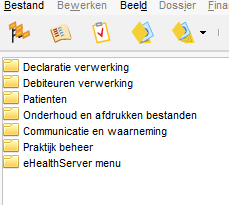 Bestand Bewerken Beeld Dossier
Declaratie verwerking
Debiteuren verwerking
Patienten
Onderhoud en afdrukken bestanden
Communicatie en waarneming
Praktijk beheer
eHealthServer menu